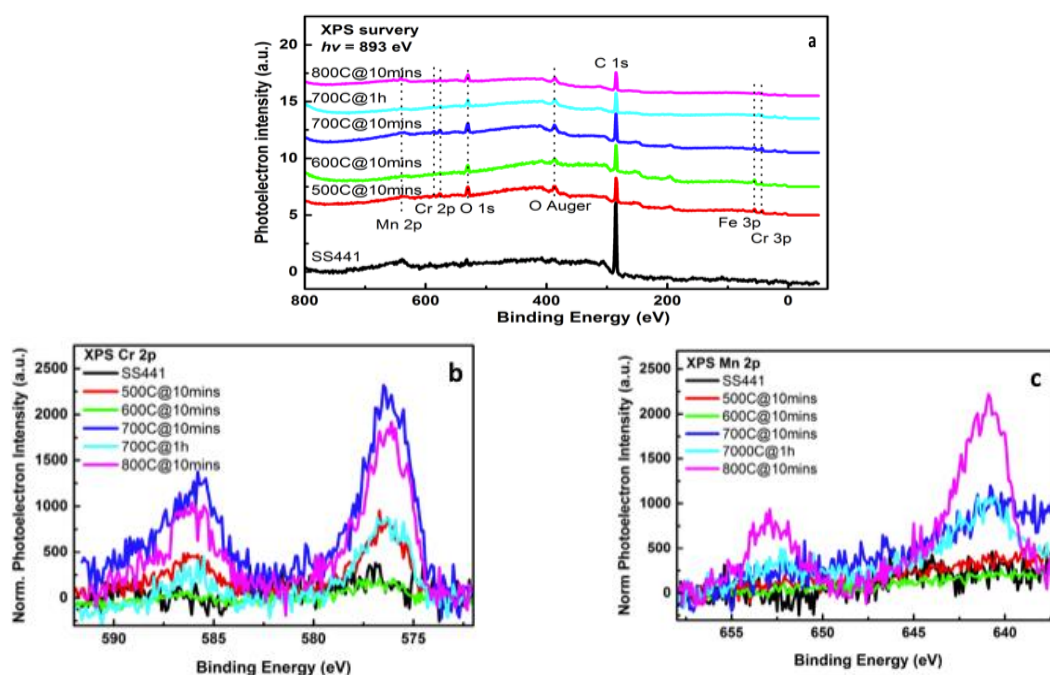 XPS survery
hv = 893 eV
a
C 1s
800C@10mins
700C@1h
700C@10mins
600C@10mins
500C@10mins
Mn 2p
Cr 2p
O 1s
O Auger
Fe 3p
Cr 3p
SS441
20
15
10
5
0
Photoelectron intensity (a.u.)
800 600 400 200 0
Binding Energy (eV)
XPS Cr 2p
b
SS441
500C@10mins
600C@10mins
700C@10mins
700C@1h
800C@10mins
2500
2000
1500
1000
500
0
Norm. Photoelectron Intensity (a.u.)
590 585 580 575
Binding Energy (eV)
XPS Mn 2p
c
SS441
500C@10mins
600C@10mins
700C@10mins
7000C@1h
800C@10mins
2500
2000
1500
1000
500
0
Norm Photoelectron Intensity (a.u.)
655 650 645 640
Binding Energy (eV)